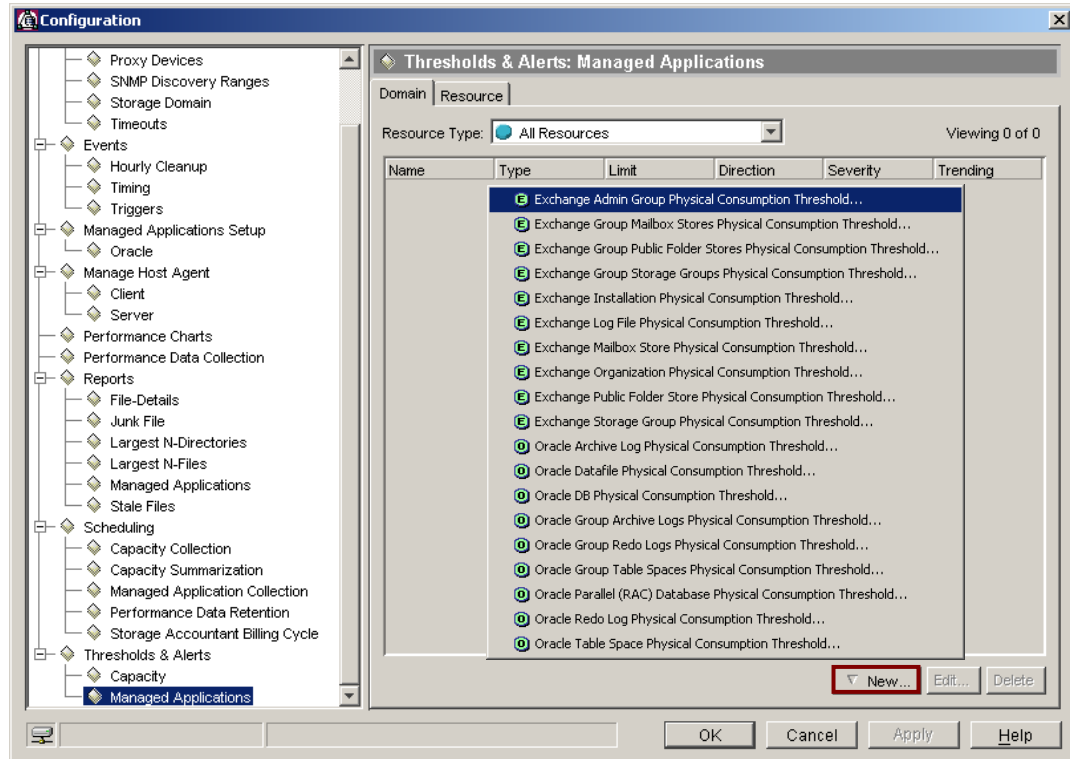 Configuration
Proxy Devices
SNMP Discovery Ranges
Storage Domain
Timeouts
Events
Hourly Cleanup
Timing
Triggers
Managed Applications Setup
Oracle
Manage Host Agent
Client
Server
Performance Charts
Performance Data Collection
Reports
File-Details
Junk File
Largest N-Directories
Largest N-Files
Managed Applications
Stale Files
Scheduling
Capacity Collection
Capacity Summarization
Managed Application Collection
Performance Data Retention
Storage Accountant Billing Cycle
Thresholds & Alerts
Capacity
Managed Applications
Thresholds & Alerts: Managed Applications
Domain Resource
Resource Type: All Resources Viewing 0 of 0
Name Type Limit Direction Severity Trending
E Exchange Admin Group Physical Consumption Threshold...
E Exchange Group Mailbox Stores Physical Consumption Threshold...
E Exchange Group Public Folder Stores Physical Consumption Threshold...
E Exchange Group Storage Groups Physical Consumption Threshold...
E Exchange Installation Physical Consumption Threshold...
E Exchange Log File Physical Consumption Threshold...
E Exchange Mailbox Store Physical Consumption Threshold...
E Exchange Organization Physical Consumption Threshold...
E Exchange Public Folder Store Physical Consumption Threshold...
E Exchange Storage Group Physical Consumption Threshold...
O Oracle Archive Log Physical Consumption Threshold...
O Oracle Datafile Physical Consumption Threshold...
O Oracle DB Physical Consumption Threshold...
O Oracle Group Archive Logs Physical Consumption Threshold...
O Oracle Group Redo Logs Physical Consumption Threshold...
O Oracle Group Table Spaces Physical Consumption Threshold...
O Oracle Parallel (RAC) Database Physical Consumption Threshold...
O Oracle Redo Log Physical Consumption Threshold...
O Oracle Table Space Physical Consumption Threshold...
New... Edit... Delete
OK Cancel Apply Help